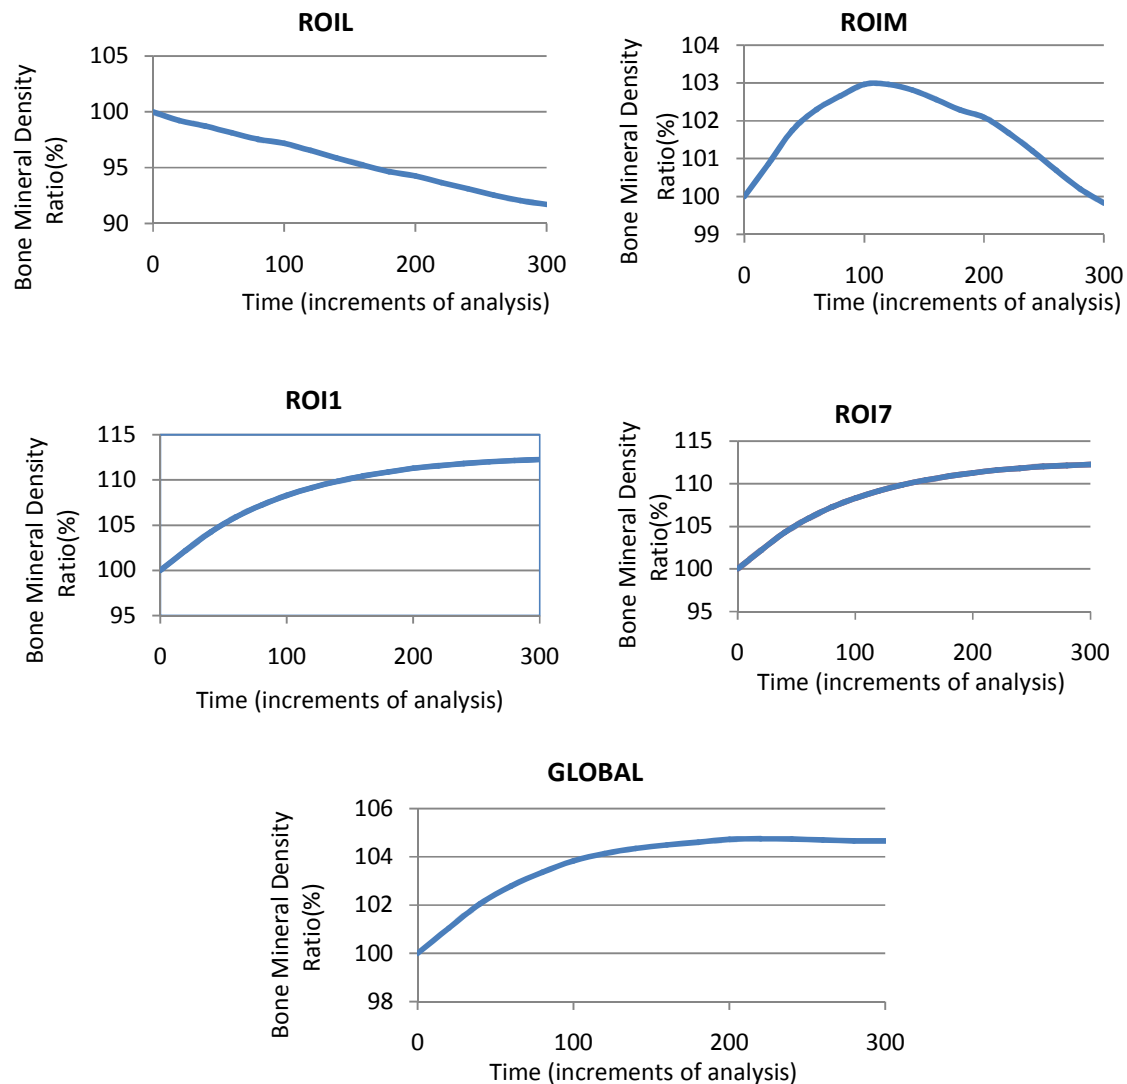 ROIL
Bone Mineral Density
Ratio(%)
105
100
95
90
0 100 200 300
Time (increments of analysis)
ROIM
Bone Mineral Density
Ratio(%)
104
103
102
101
100
99
0 100 200 300
Time (increments of analysis)
ROI1
Bone Mineral Density
Ratio(%)
115
110
105
100
95
0 100 200 300
Time (increments of analysis)
ROI7
Bone Mineral Density
Ratio(%)
115
110
105
100
95
0 100 200 300
Time (increments of analysis)
GLOBAL
Bone Mineral Density
Ratio(%)
106
104
102
100
98
0 100 200 300
Time (increments of analysis)